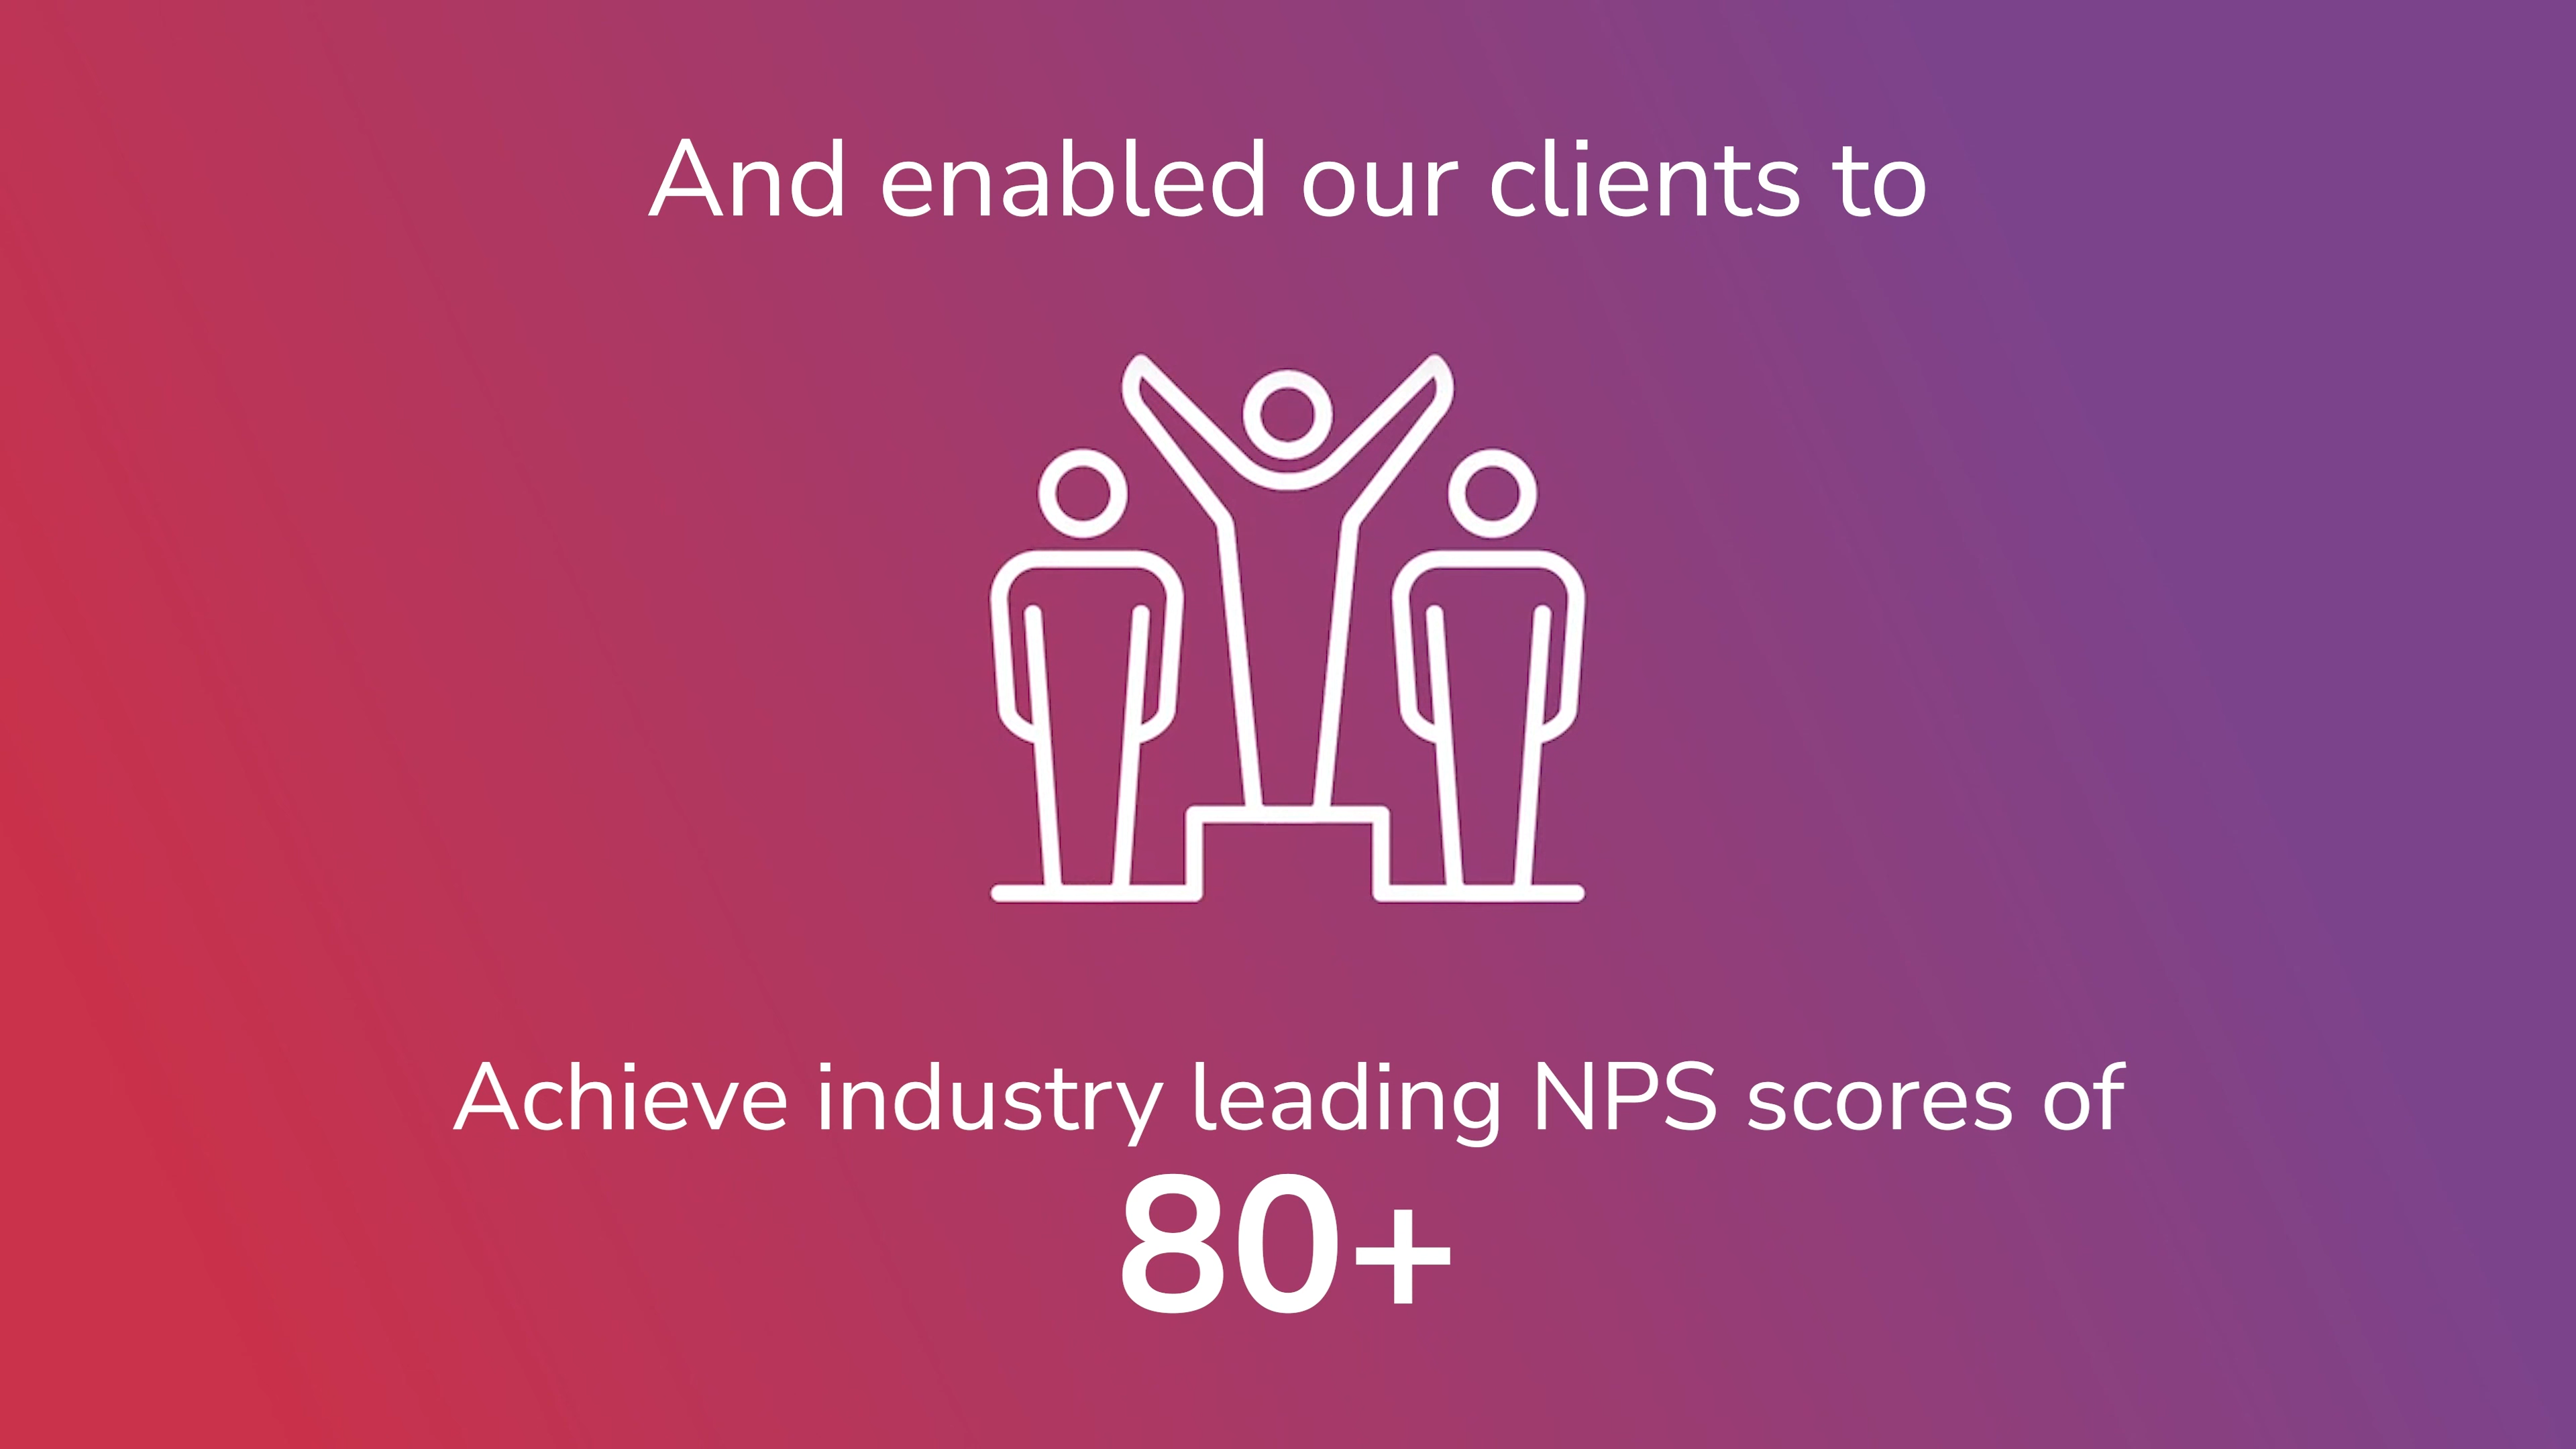 And enabled our clients to
Achieve industry leading NPS scores of
80+